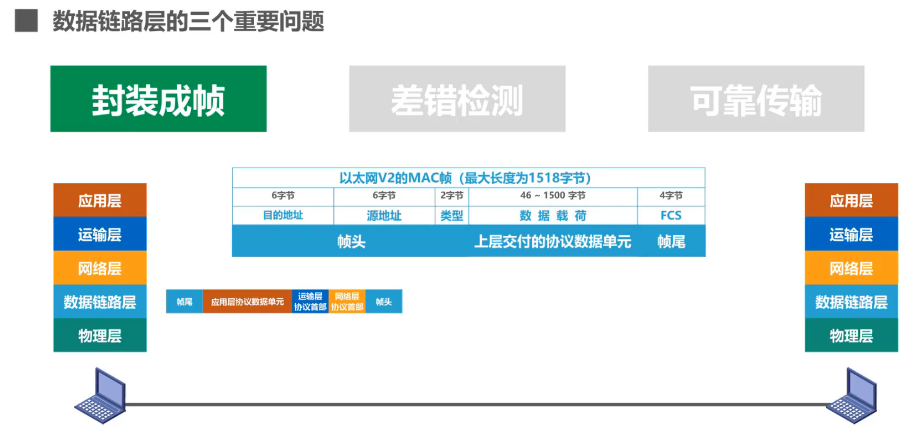 数据链路层的三个重要问题
封装成帧 差错检测 可靠传输
以太网V2的MAC帧（最大长度为1518字节）
6字节 6字节 2字节 46 ~ 1500 字节 4字节
目的地址 源地址 类型 数 据 载 荷 FCS
帧头 上层交付的协议数据单元 帧尾
应用层
运输层
网络层
数据链路层
物理层
帧尾 应用层协议数据单元 运输层 网络层 帧头
协议首部 协议首部
应用层
运输层
网络层
数据链路层
物理层